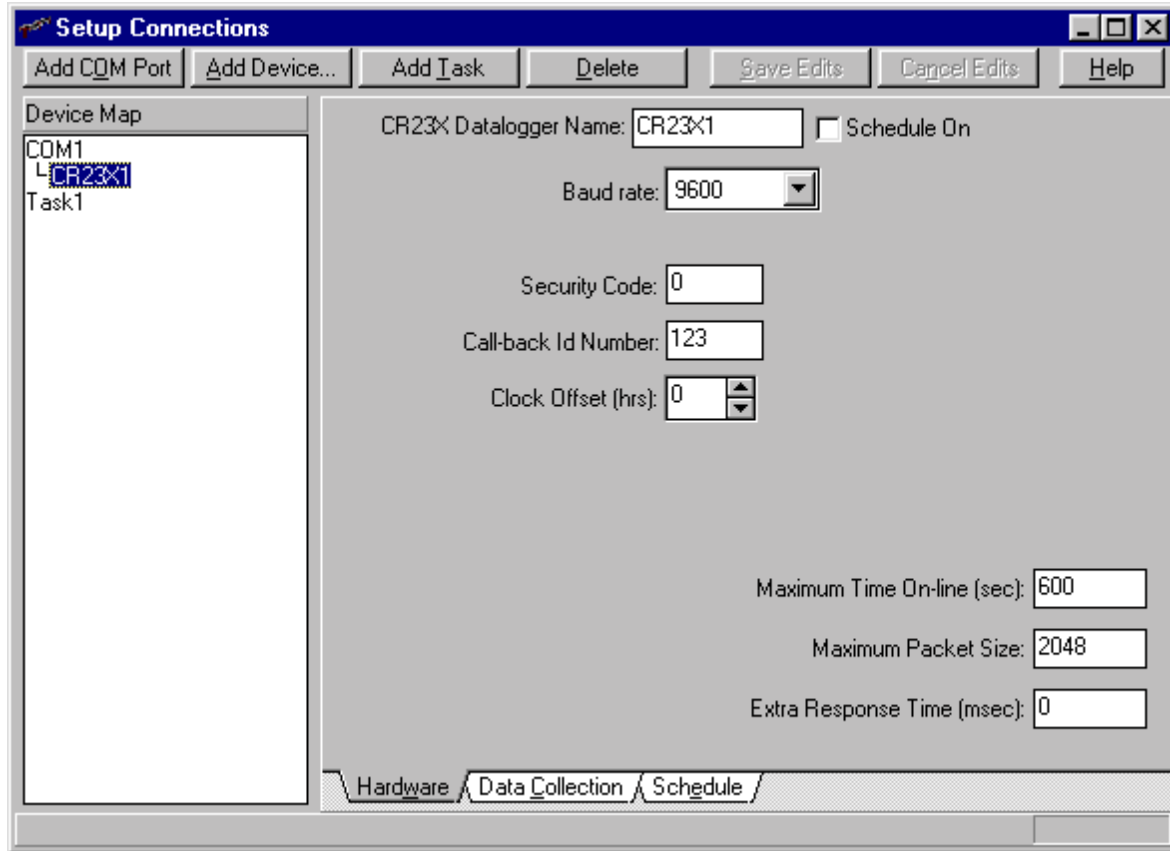 Setup Connections
Add COM Port Add Device... Add Task Delete Save Edits Cancel Edits Help
Device Map
COM1
CR23X1
Task1
CR23X Datalogger Name: CR23X1 Schedule On
Baud rate: 9600
Security Code: 0
Call-back Id Number: 123
Clock Offset (hrs): 0
Maximum Time On-line (sec): 600
Maximum Packet Size: 2048
Extra Response Time (msec): 0
Hardware Data Collection Schedule